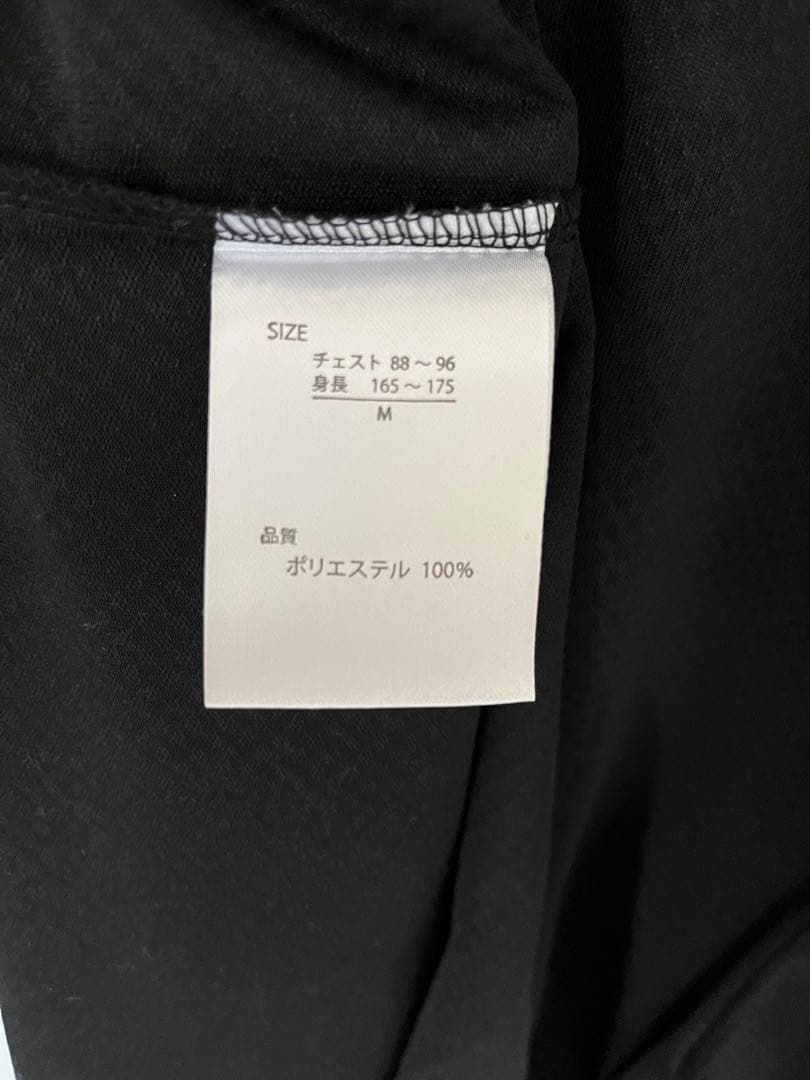 SIZE
チェスト 88～96
身長 165～175
M
品質
ポリエステル 100%